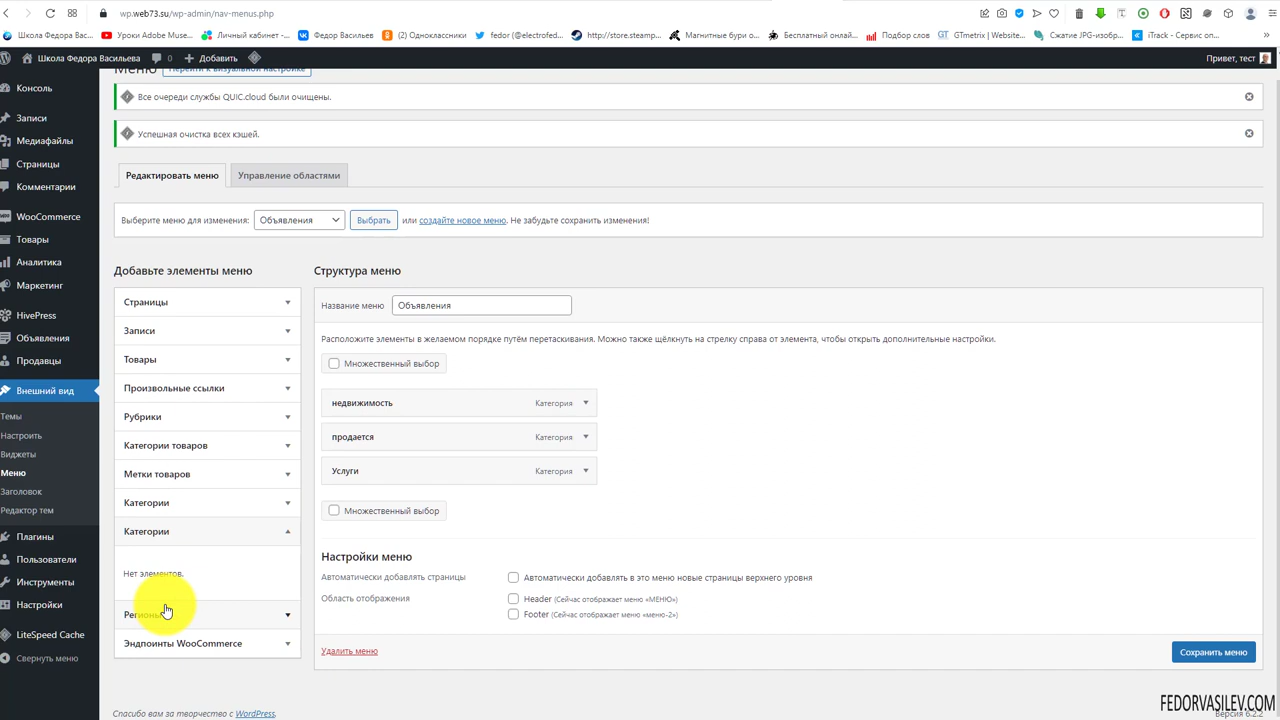 wp.web73.su/wp-admin/nav-menus.php
Школа Федора Вас...
Уроки Adobe Muse...
Личный кабинет -...
Федор Васильев
(2) Одноклассники
fedor (@electrofed...
http://store.steamp...
Магнитные бури о...
Бесплатный онлай...
Подбор слов
GT GTmetrix | Website...
Сжатие JPG-изобр...
iTrack - Сервис оп...
Школа Федора Васильева
0
Добавить
Привет, тест
Консоль
Записи
Медиафайлы
Страницы
Комментарии
WooCommerce
Товары
Аналитика
Маркетинг
HivePress
Объявления
Продавцы
Внешний вид
Темы
Настроить
Виджеты
Меню
Заголовок
Редактор тем
Плагины
Пользователи
Инструменты
Настройки
LiteSpeed Cache
Свернуть меню
Меню
Перейти к визуальной настройке
Все очереди службы QUIC.cloud были очищены.
Успешная очистка всех кэшей.
Редактировать меню
Управление областями
Выберите меню для изменения:
Объявления
Выбрать
или создайте новое меню. Не забудьте сохранить изменения!
Добавьте элементы меню
Страницы
Записи
Товары
Произвольные ссылки
Рубрики
Категории товаров
Метки товаров
Категории
Категории
Нет элементов.
Регионы
Эндпоинты WooCommerce
Структура меню
Название меню
Объявления
Расположите элементы в желаемом порядке путём перетаскивания. Можно также щёлкнуть на стрелку справа от элемента, чтобы открыть дополнительные настройки.
Множественный выбор
недвижимость Категория
продается Категория
Услуги Категория
Множественный выбор
Настройки меню
Автоматически добавлять страницы
Автоматически добавлять в это меню новые страницы верхнего уровня
Область отображения
Header (Сейчас отображает меню «МЕНЮ»)
Footer (Сейчас отображает меню «меню-2»)
Удалить меню
Сохранить меню
Спасибо вам за творчество с WordPress.
FEDORVASILEV.COM
Версия 6.2.2